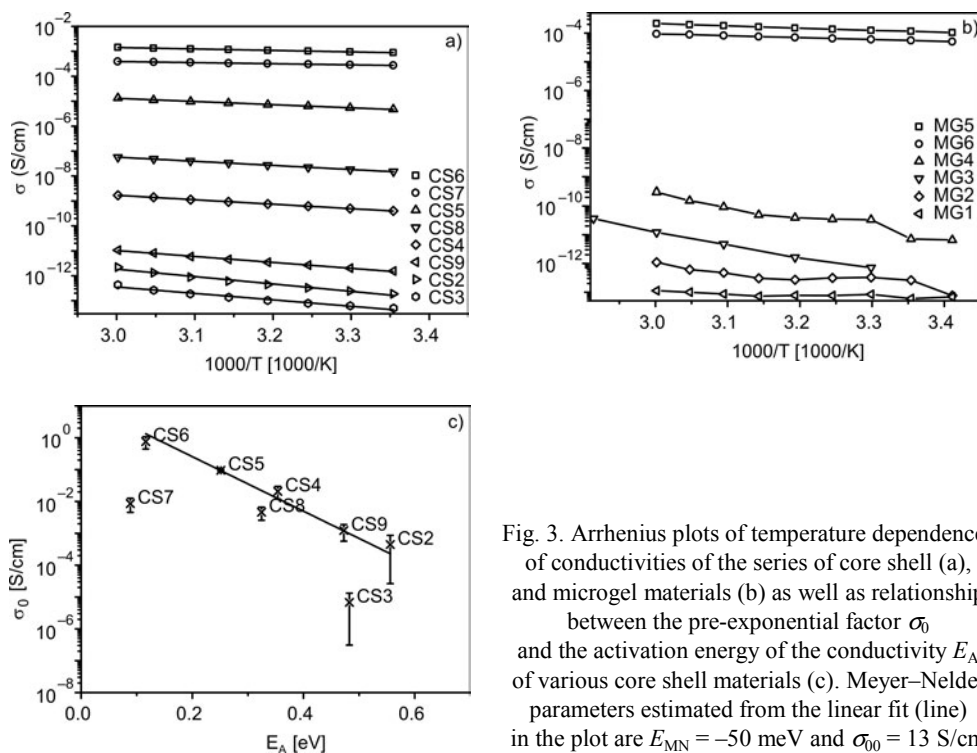 a)
10⁻²
10⁻⁴
10⁻⁶
10⁻⁸
10⁻¹⁰
10⁻¹²
σ (S/cm)
CS6
CS7
CS5
CS8
CS4
CS9
CS2
CS3
3.0 3.1 3.2 3.3 3.4
1000/T [1000/K]
b)
10⁻⁴
10⁻⁶
10⁻⁸
10⁻¹⁰
10⁻¹²
σ (S/cm)
MG5
MG6
MG4
MG3
MG2
MG1
3.0 3.1 3.2 3.3 3.4
1000/T [1000/K]
c)
10⁰
10⁻²
10⁻⁴
10⁻⁶
10⁻⁸
σ₀ [S/cm]
CS6
CS5
CS7
CS4
CS8
CS9
CS2
CS3
0.0 0.2 0.4 0.6
E_A [eV]
Fig. 3. Arrhenius plots of temperature dependence
of conductivities of the series of core shell (a),
and microgel materials (b) as well as relationship
between the pre-exponential factor σ₀
and the activation energy of the conductivity E_A
of various core shell materials (c). Meyer–Nelde
parameters estimated from the linear fit (line)
in the plot are E_MN = –50 meV and σ₀₀ = 13 S/cm